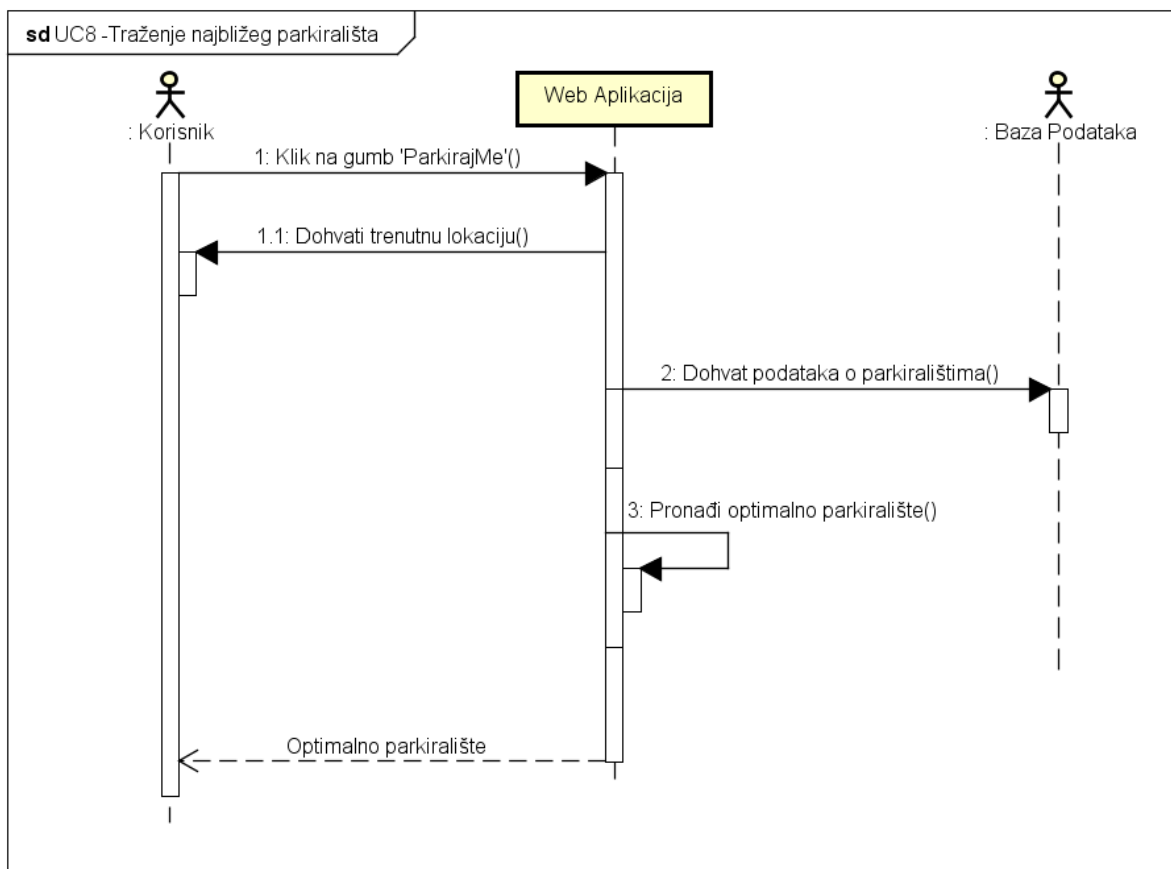 sd UC8 -Traženje najbližeg parkirališta
: Korisnik
Web Aplikacija
: Baza Podataka
1: Klik na gumb 'ParkirajMe'()
1.1: Dohvati trenutnu lokaciju()
2: Dohvat podataka o parkiralištima()
3: Pronađi optimalno parkiralište()
Optimalno parkiralište